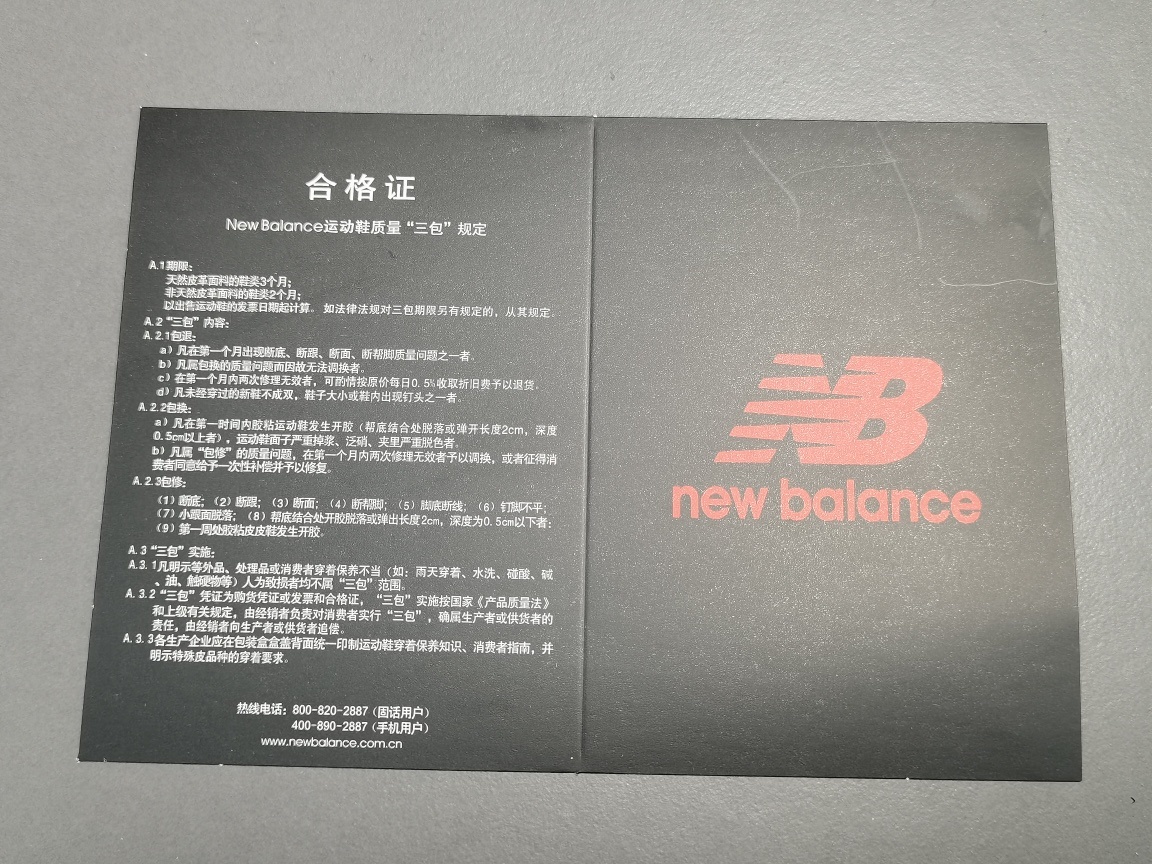 合格证
New Balance运动鞋质量“三包”规定
A.1期限：
天然皮革面料的鞋类3个月；
非天然皮革面料的鞋类2个月；
以出售运动鞋的发票日期起计算。如法律法规对三包期限另有规定的，从其规定。
A.2“三包”内容：
A.2.1包退：
a）凡在第一个月出现断底、断跟、断面、断帮脚质量问题之一者。
b）凡属包换的质量问题而因故无法调换者。
c）在第一个月内两次修理无效者，可酌情按原价每日0.5%收取折旧费予以退货．
d）凡未经穿过的新鞋不成双，鞋子大小或鞋内出现钉头之一者。
A.2.2包换：
a）凡在第一时间内胶粘运动鞋发生开胶（帮底结合处脱落或弹开长度2cm，深度
0.5cm以上者），运动鞋面子严重掉浆、泛硝、夹里严重脱色者。
b）凡属“包修”的质量问题，在第一个月内两次修理无效者予以调换，或者征得消
费者同意给予一次性补偿并予以修复。
A.2.3包修：
（1）断底；（2）断跟；（3）断面；（4）断帮脚；（5）脚底断线；（6）钉脚不平；
（7）小跟面脱落；（8）帮底结合处开胶脱落或弹出长度2cm，深度为0.5cm以下者；
（9）第一周处胶粘皮皮鞋发生开胶。
A.3“三包”实施：
A.3.1凡明示等外品、处理品或消费者穿着保养不当（如：雨天穿着、水洗、碰酸、碱
、油、触硬物等）人为致损者均不属“三包”范围。
A.3.2“三包”凭证为购货凭证或发票和合格证，“三包”实施按国家《产品质量法》
和上级有关规定，由经销者负责对消费者实行“三包”，确属生产者或供货者的
责任，由经销者向生产者或供货者追偿。
A.3.3各生产企业应在包装盒盒盖背面统一印制运动鞋穿着保养知识、消费者指南，并
明示特殊皮品种的穿着要求。
热线电话：800-820-2887（固话用户）
400-890-2887（手机用户）
www.newbalance.com.cn
NB
new balance